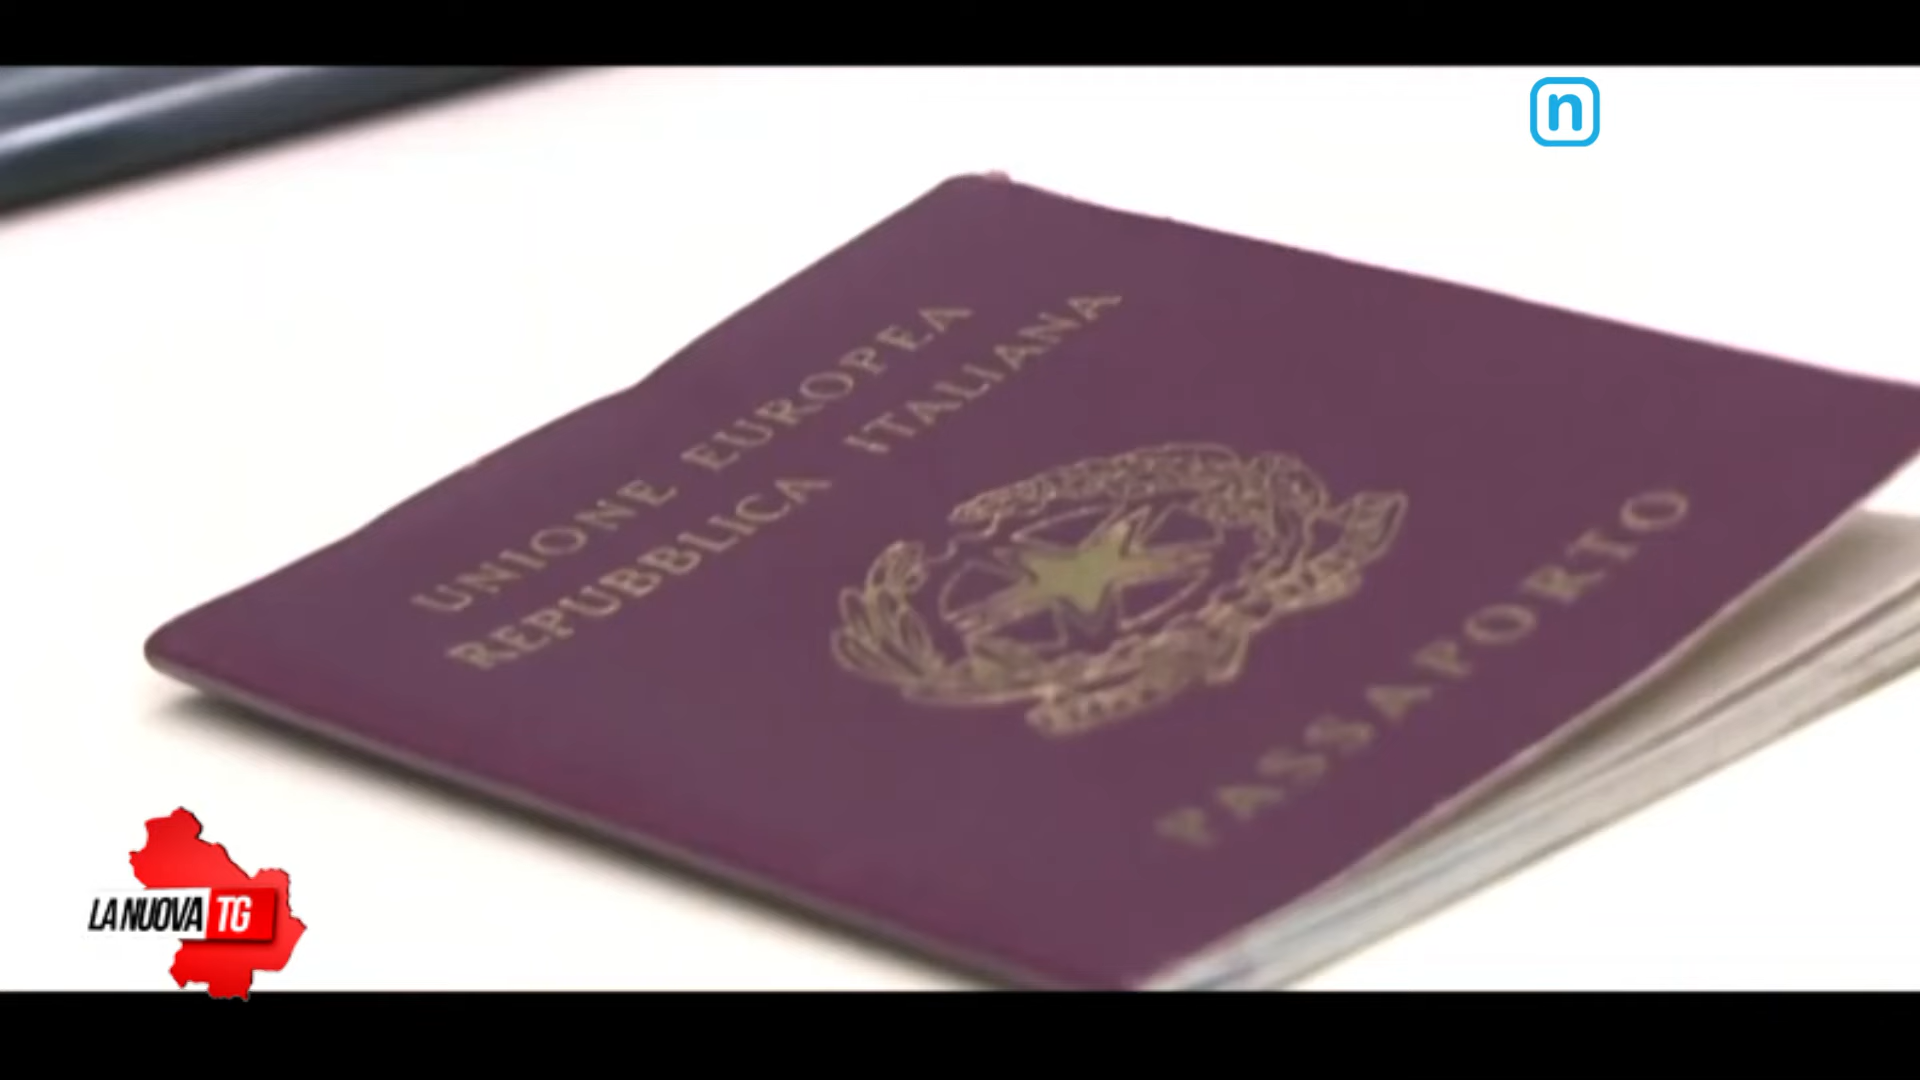 n
UNIONE EUROPEA
REPUBBLICA ITALIANA
PASSAPORTO
LA NUOVA TG